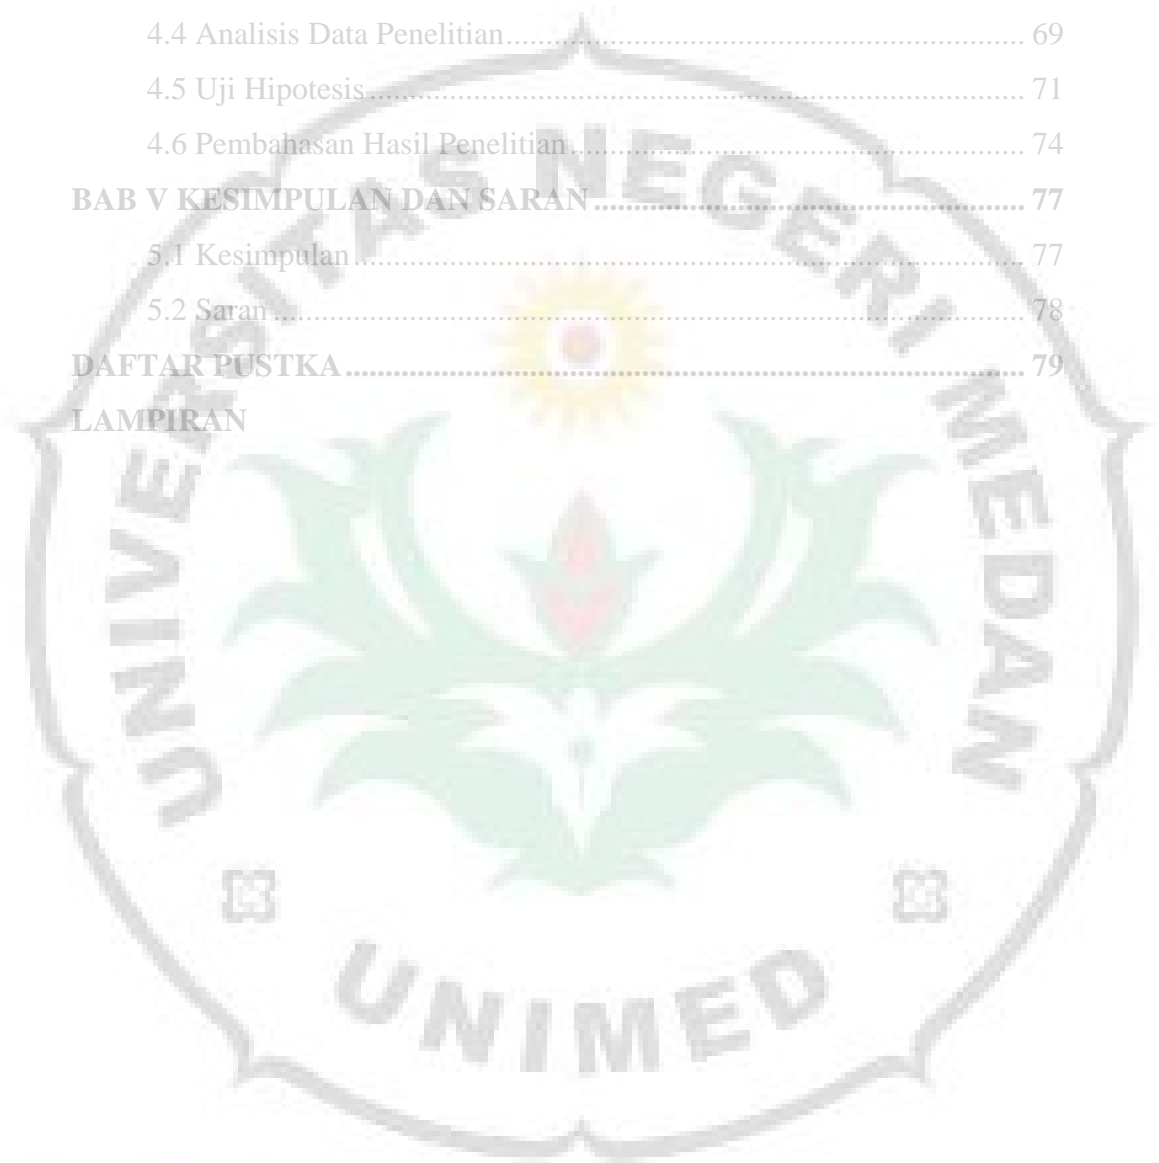 4.4 Analisis Data Penelitian.................................................................. 69
4.5 Uji Hipotesis................................................................................... 71
4.6 Pembahasan Hasil Penelitian......................................................... 74
BAB V KESIMPULAN DAN SARAN....................................................... 77
5.1 Kesimpulan..................................................................................... 77
5.2 Saran................................................................................................ 78
DAFTAR PUSTKA....................................................................................... 79
LAMPIRAN
UNIVERSITAS NEGERI MEDAN
UNIMED